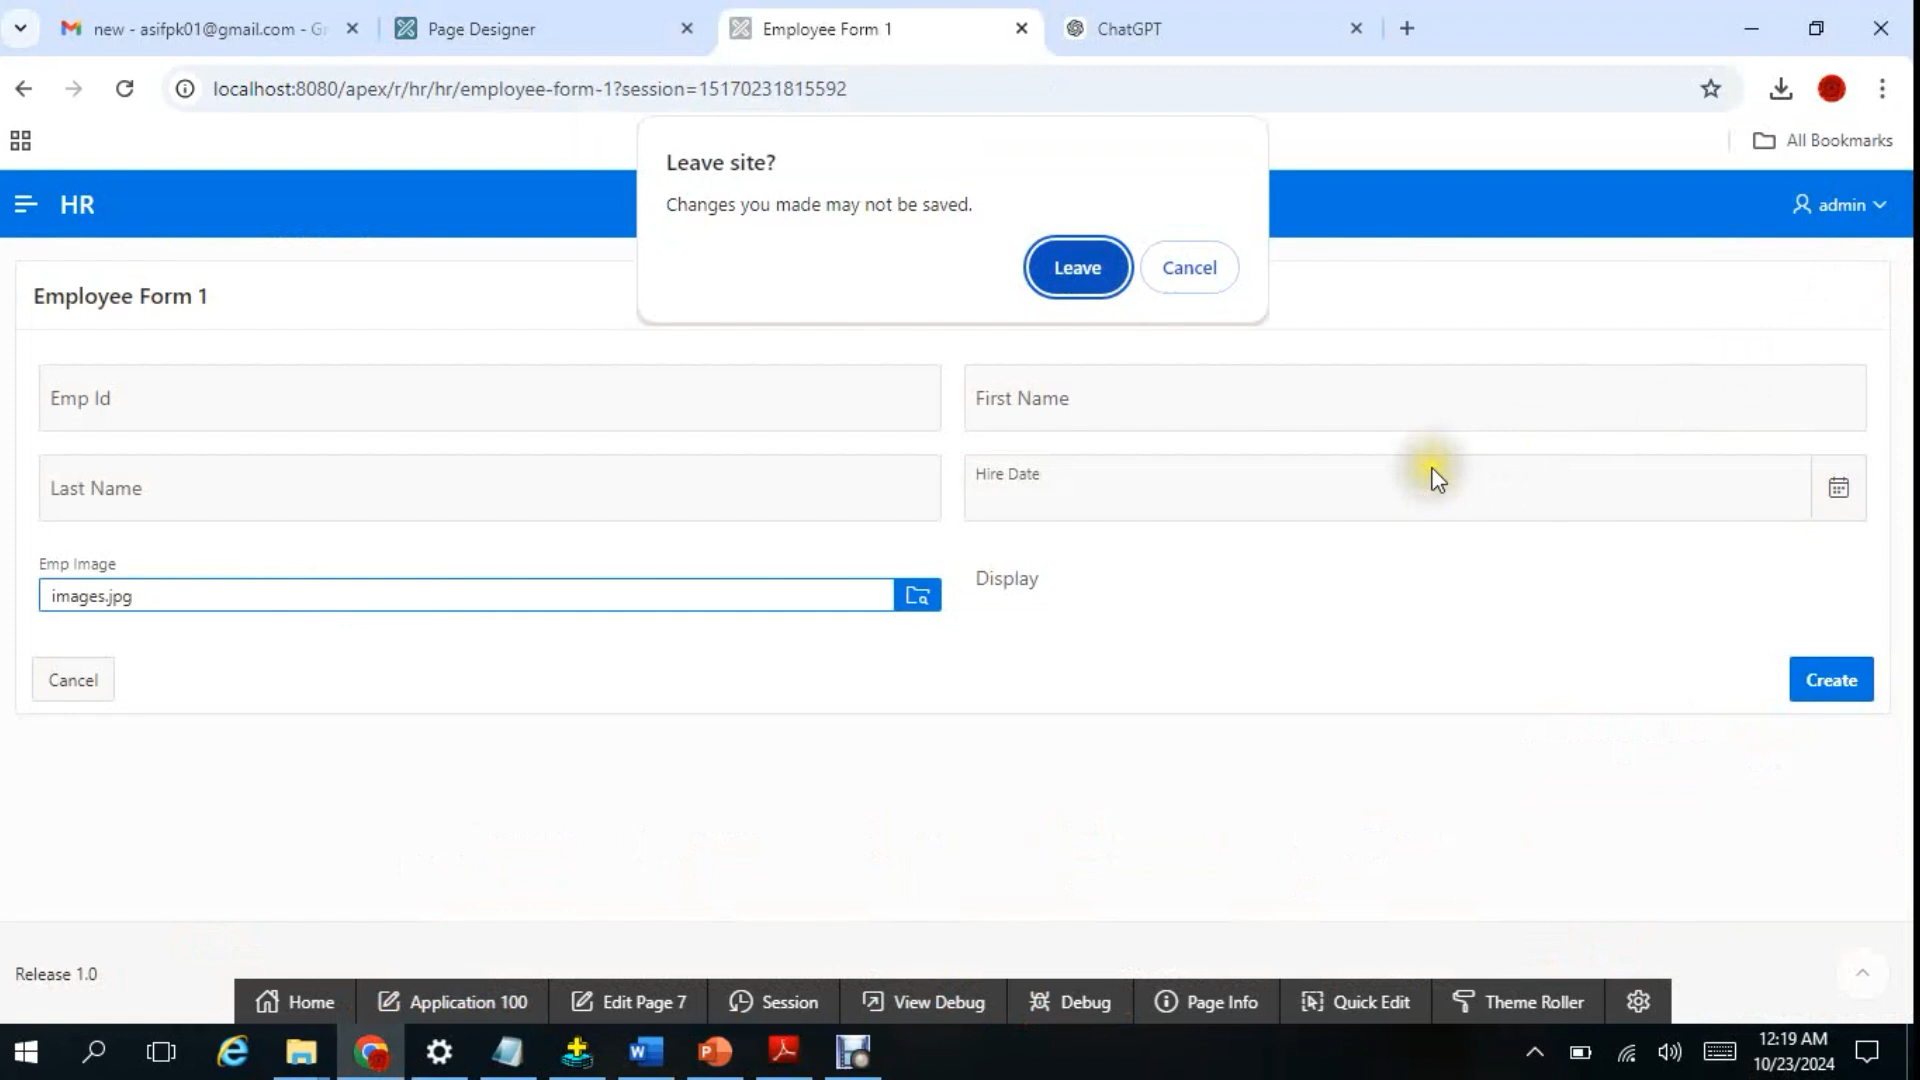 new - asifpk01@gmail.com - G
Page Designer
Employee Form 1
ChatGPT
localhost:8080/apex/r/hr/hr/employee-form-1?session=15170231815592
All Bookmarks
Leave site?
Changes you made may not be saved.
Leave
Cancel
HR
admin
Employee Form 1
Emp Id
First Name
Last Name
Hire Date
Emp Image
images.jpg
Display
Cancel
Create
Release 1.0
Home
Application 100
Edit Page 7
Session
View Debug
Debug
Page Info
Quick Edit
Theme Roller
12:19 AM
10/23/2024